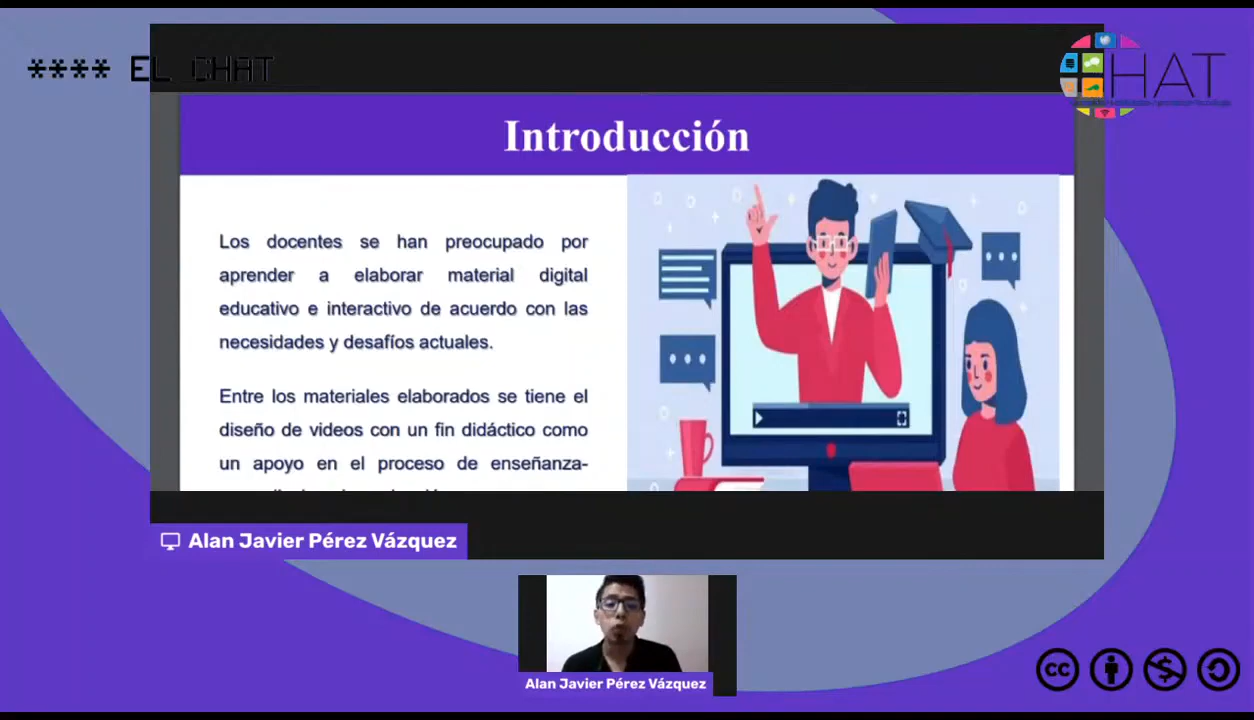 **** EL CHAT
HAT
Introducción
Los docentes se han preocupado por
aprender a elaborar material digital
educativo e interactivo de acuerdo con las
necesidades y desafíos actuales.
Entre los materiales elaborados se tiene el
diseño de videos con un fin didáctico como
un apoyo en el proceso de enseñanza-
Alan Javier Pérez Vázquez
Alan Javier Pérez Vázquez
cc